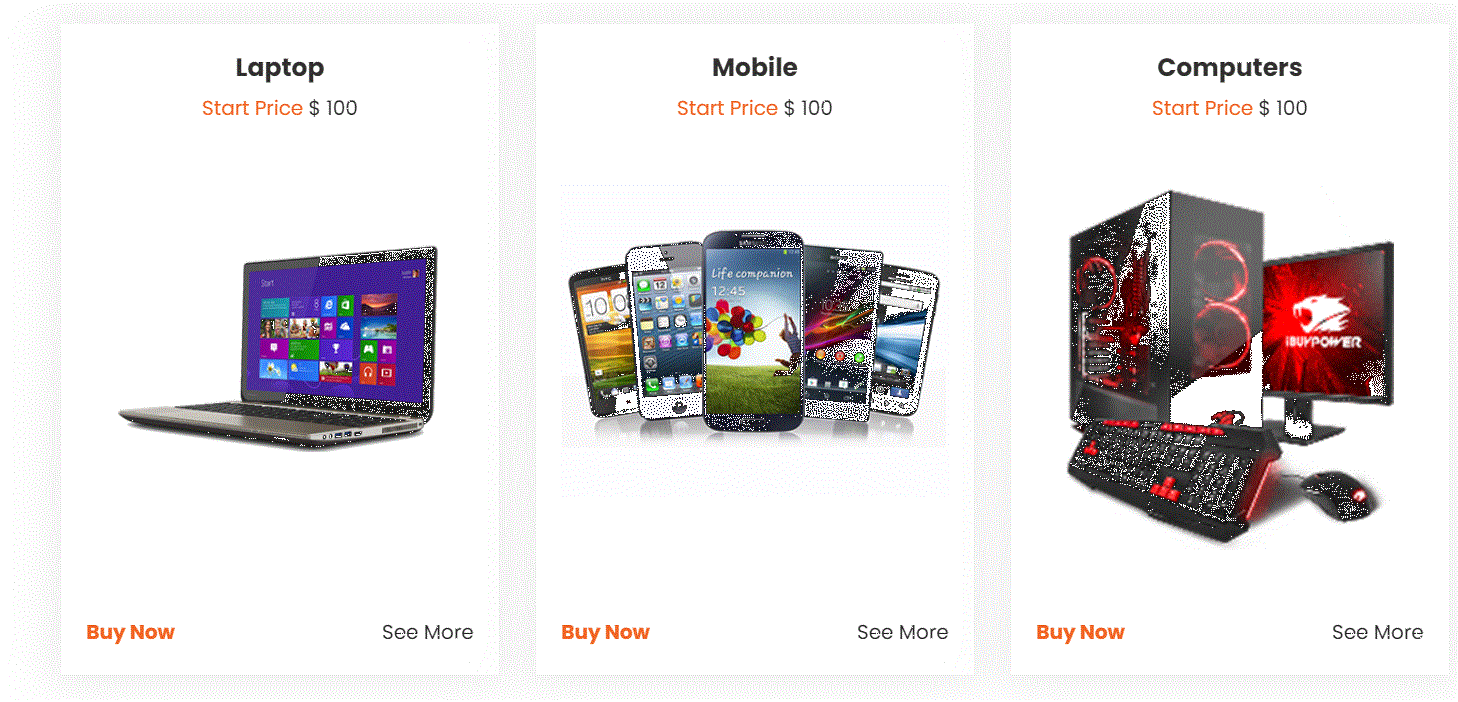 Laptop
Start Price $ 100
Start
Buy Now
See More
Mobile
Start Price $ 100
Life companion
12:45
Buy Now
See More
Computers
Start Price $ 100
iBUYPOWER
Buy Now
See More